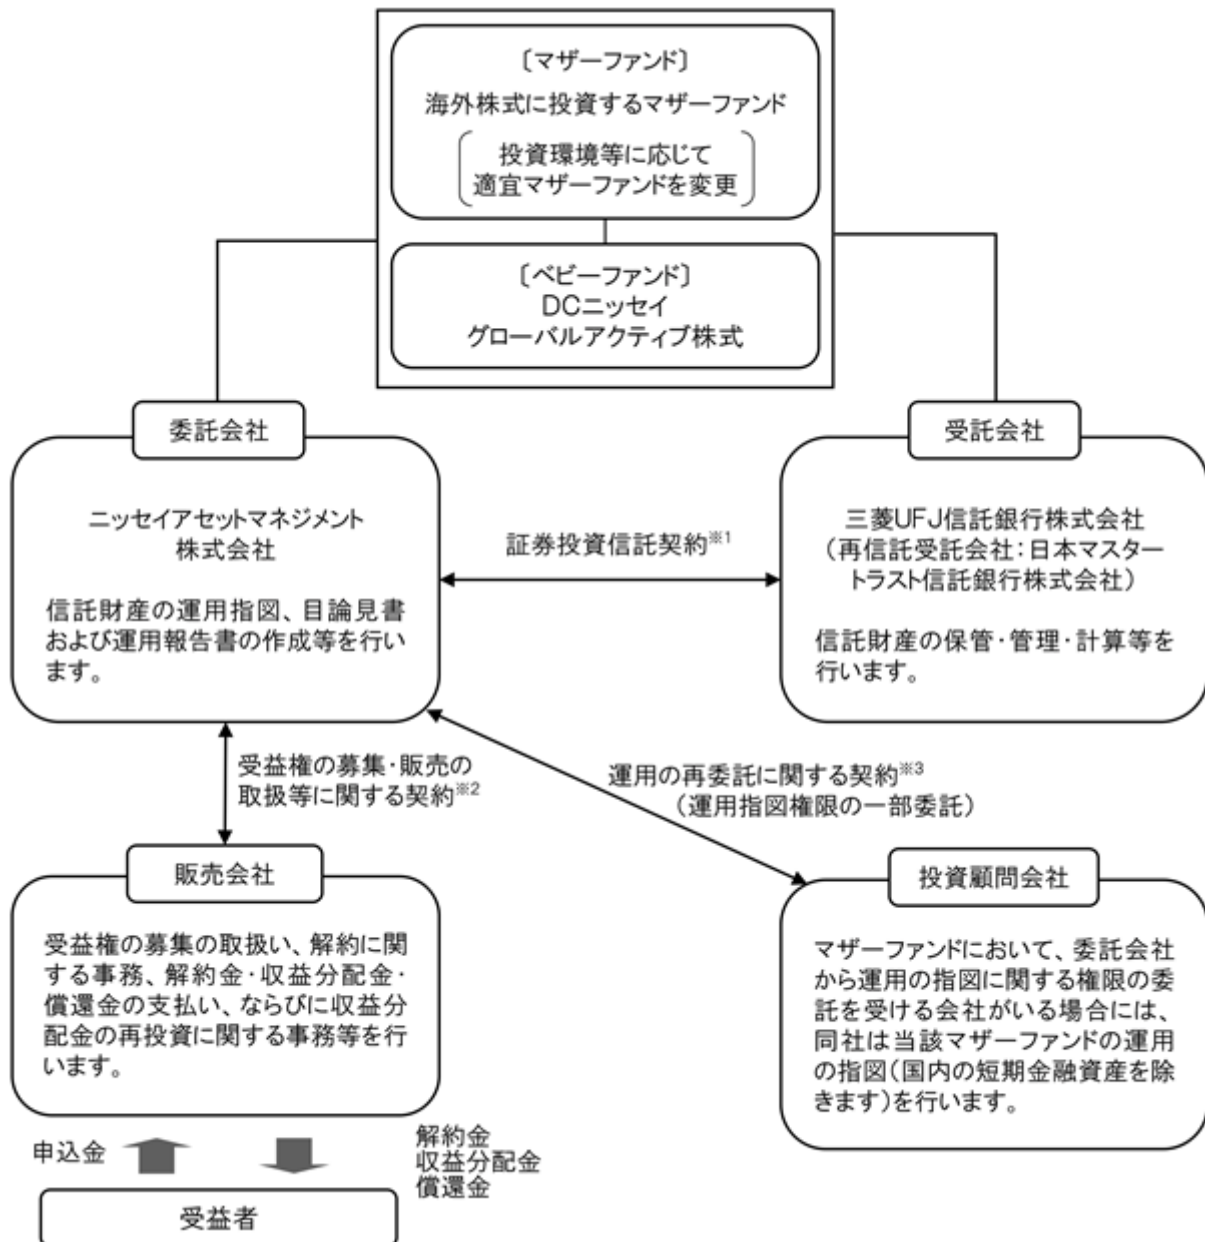 〔マザーファンド〕
海外株式に投資するマザーファンド
投資環境等に応じて
適宜マザーファンドを変更
〔ベビーファンド〕
DCニッセイ
グローバルアクティブ株式
委託会社
ニッセイアセットマネジメント
株式会社
信託財産の運用指図、目論見書
および運用報告書の作成等を行い
ます。
証券投資信託契約※1
受託会社
三菱UFJ信託銀行株式会社
（再信託受託会社：日本マスター
トラスト信託銀行株式会社）
信託財産の保管・管理・計算等を
行います。
受益権の募集・販売の
取扱等に関する契約※2
運用の再委託に関する契約※3
（運用指図権限の一部委託）
販売会社
受益権の募集の取扱い、解約に関
する事務、解約金・収益分配金・
償還金の支払い、ならびに収益分
配金の再投資に関する事務等を行
います。
投資顧問会社
マザーファンドにおいて、委託会社
から運用の指図に関する権限の委
託を受ける会社がいる場合には、
同社は当該マザーファンドの運用
の指図（国内の短期金融資産を除
きます）を行います。
申込金
解約金
収益分配金
償還金
受益者